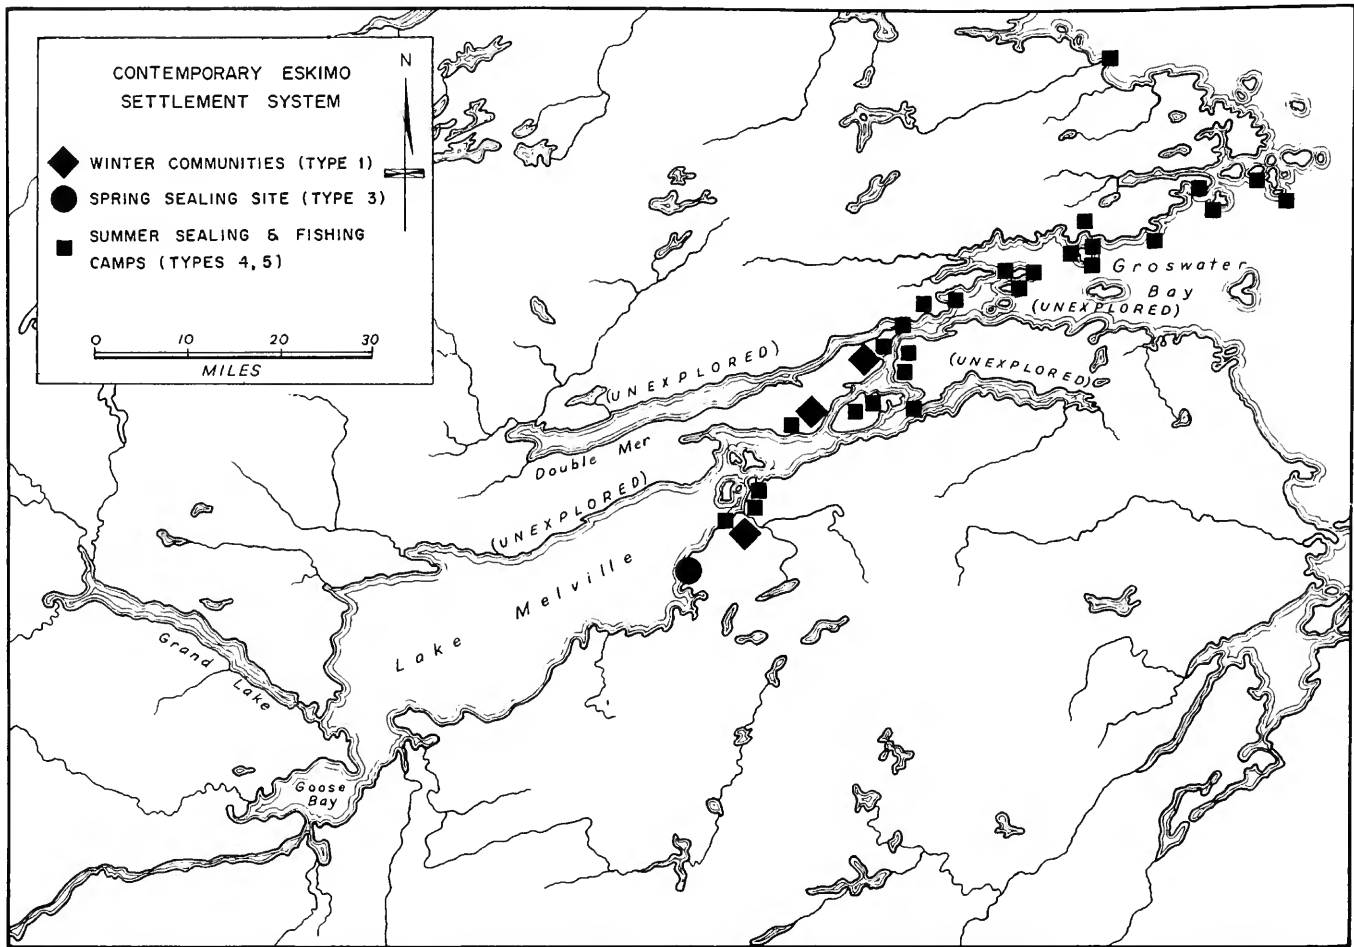 CONTEMPORARY ESKIMO
SETTLEMENT SYSTEM
N
WINTER COMMUNITIES (TYPE 1)
SPRING SEALING SITE (TYPE 3)
SUMMER SEALING & FISHING
CAMPS (TYPES 4, 5)
0 10 20 30
MILES
Groswater
Bay
(UNEXPLORED)
(UNEXPLORED)
(UNEXPLORED)
Double Mer
(UNEXPLORED)
Lake Melville
Grand
Lake
Goose
Bay